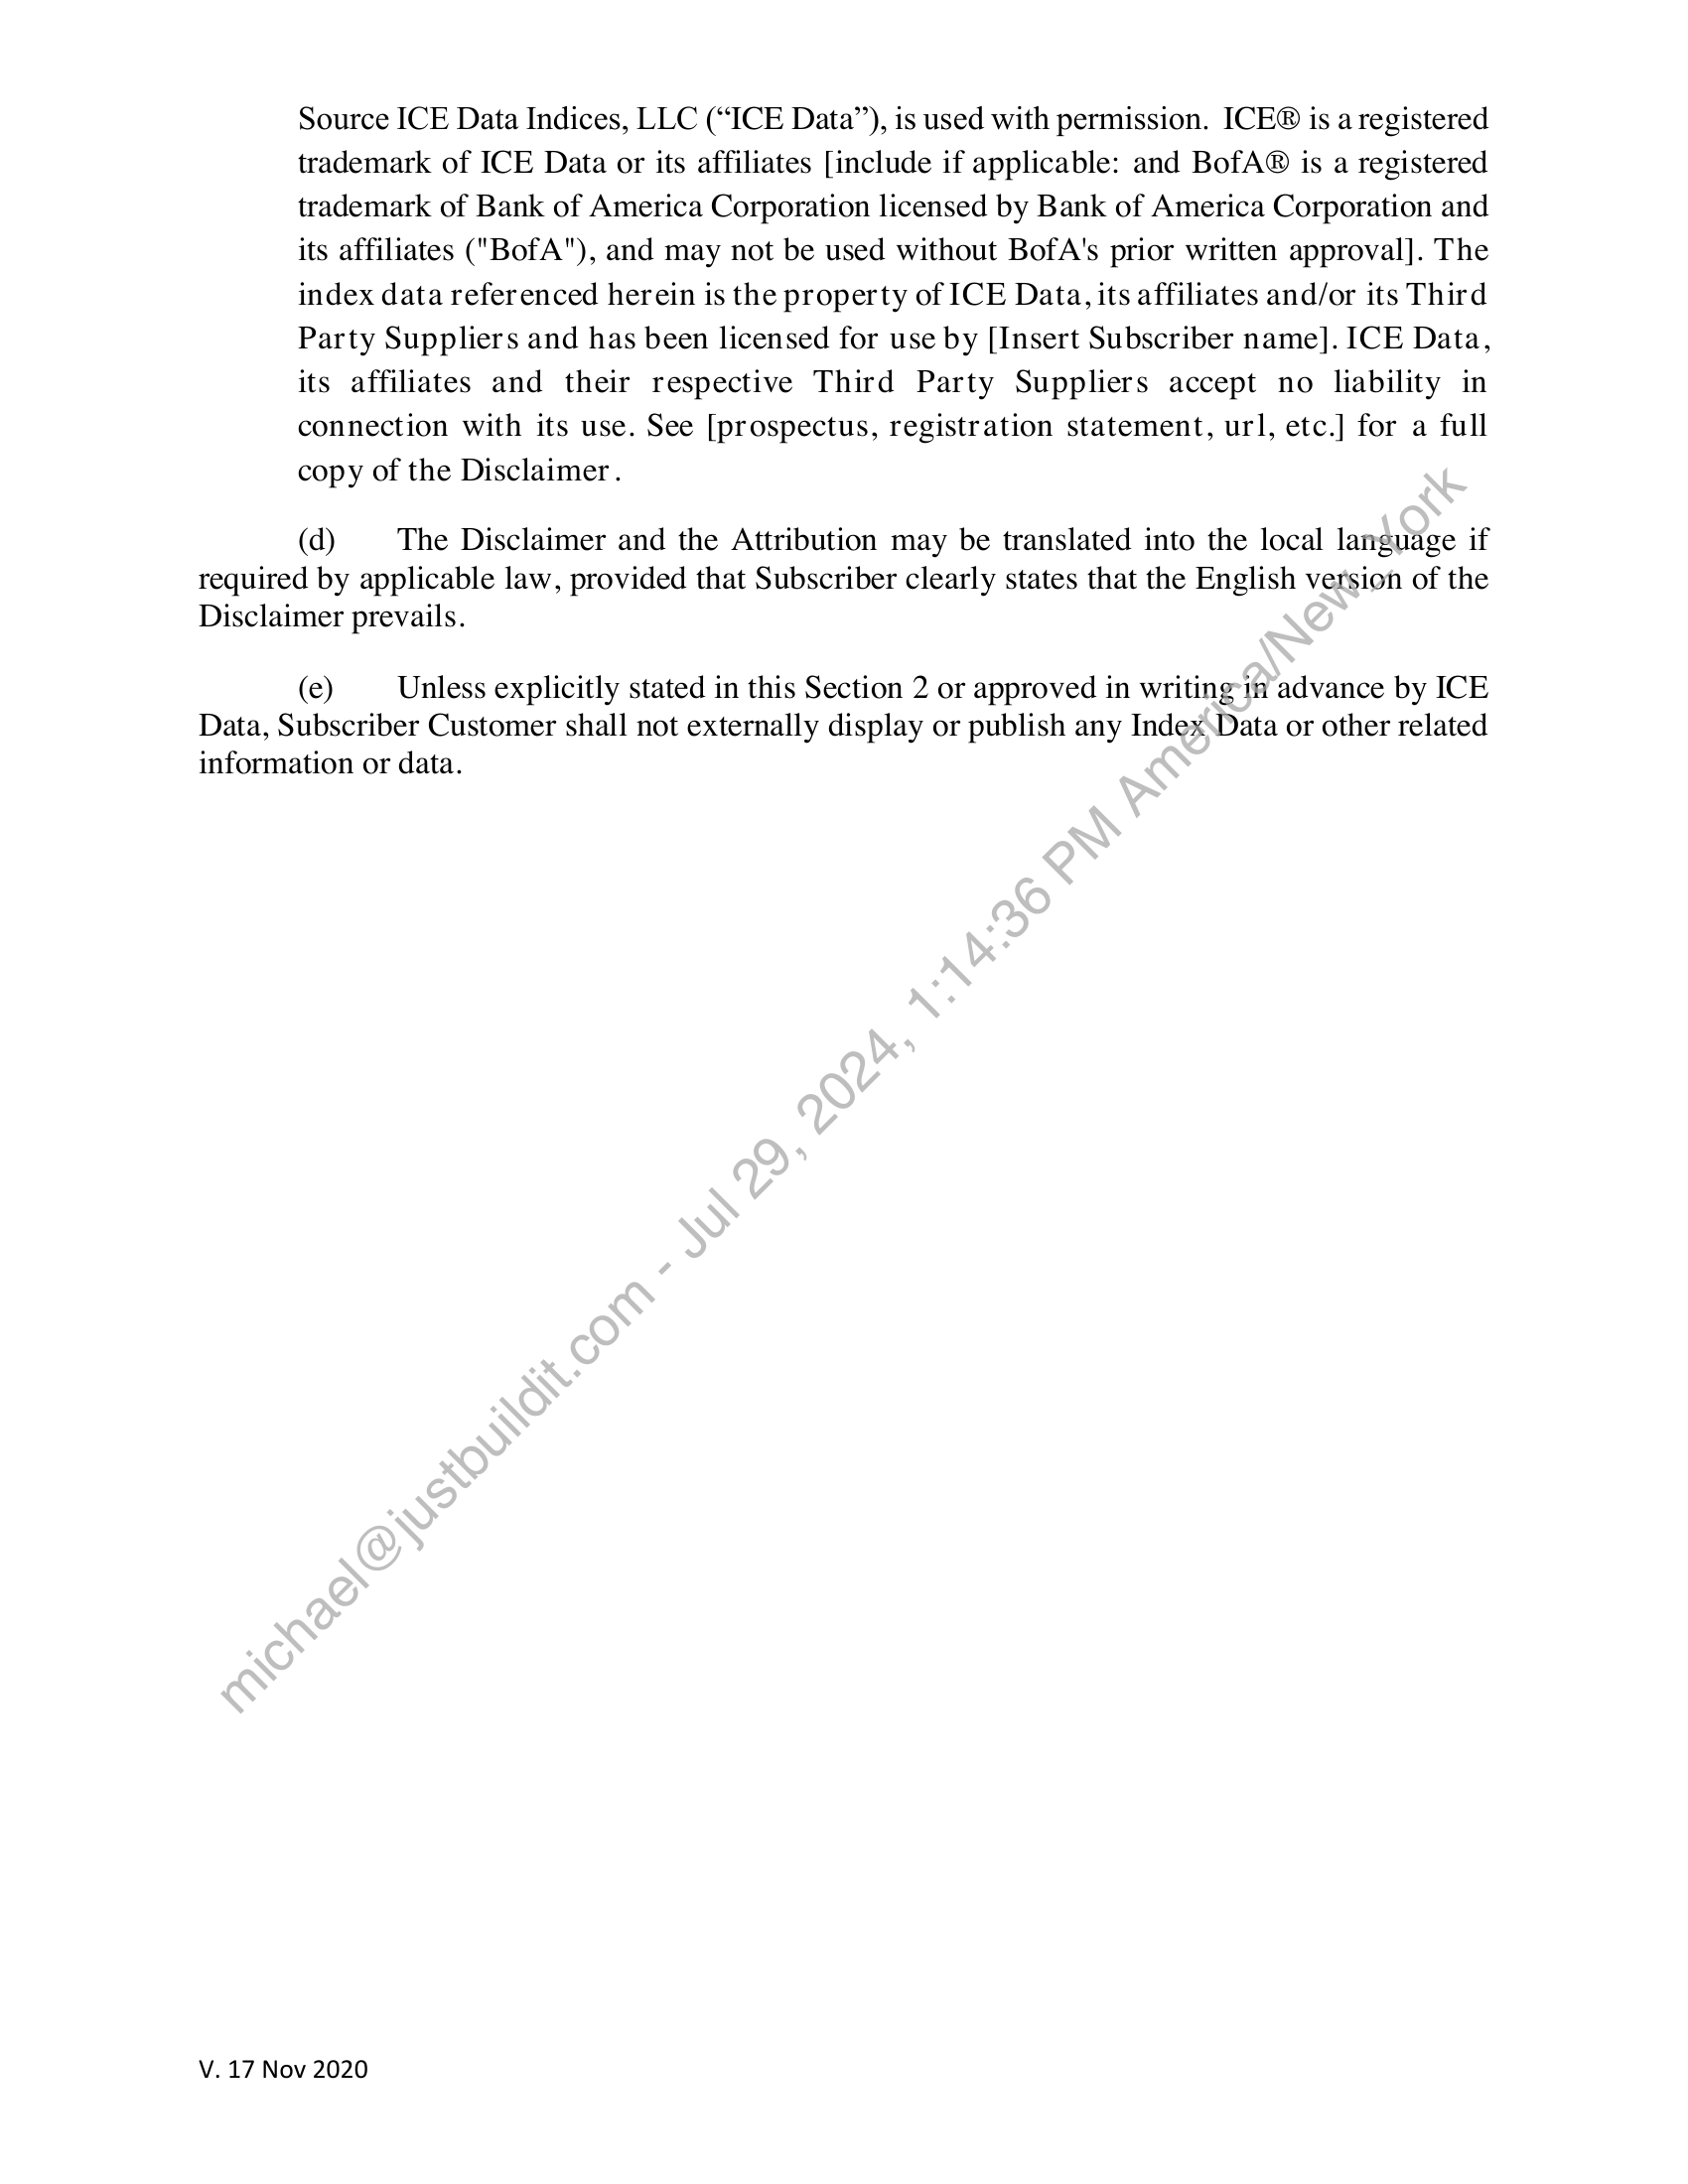 Source ICE Data Indices, LLC (“ICE Data”), is used with permission.  ICE® is a registered
trademark of ICE Data or its affiliates [include if applicable: and BofA® is a registered
trademark of Bank of America Corporation licensed by Bank of America Corporation and
its affiliates ("BofA"), and may not be used without BofA's prior written approval]. The
index data referenced herein is the property of ICE Data, its affiliates and/or its Third
Party Suppliers and has been licensed for use by [Insert Subscriber name]. ICE Data,
its affiliates and their respective Third Party Suppliers accept no liability in
connection with its use. See [prospectus, registration statement, url, etc.] for a full
copy of the Disclaimer.
(d) The Disclaimer and the Attribution may be translated into the local language if
required by applicable law, provided that Subscriber clearly states that the English version of the
Disclaimer prevails.
(e) Unless explicitly stated in this Section 2 or approved in writing in advance by ICE
Data, Subscriber Customer shall not externally display or publish any Index Data or other related
information or data.
michael@justbuildit.com - Jul 29, 2024, 1:14:36 PM America/New_York
V. 17 Nov 2020